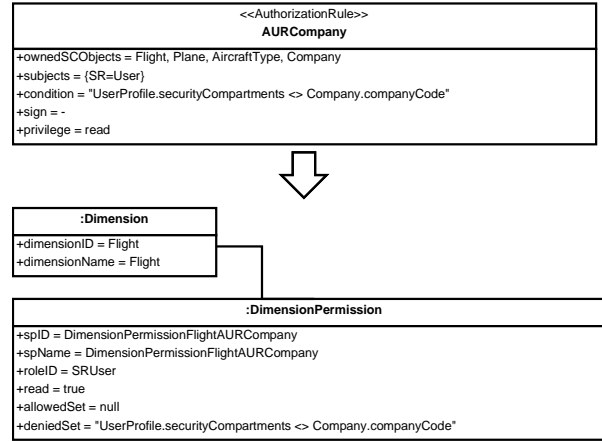 <<AuthorizationRule>>
AURCompany
+ownedSCObjects = Flight, Plane, AircraftType, Company
+subjects = {SR=User}
+condition = "UserProfile.securityCompartments <> Company.companyCode"
+sign = -
+privilege = read
:Dimension
+dimensionID = Flight
+dimensionName = Flight
:DimensionPermission
+spID = DimensionPermissionFlightAURCompany
+spName = DimensionPermissionFlightAURCompany
+roleID = SRUser
+read = true
+allowedSet = null
+deniedSet = "UserProfile.securityCompartments <> Company.companyCode"